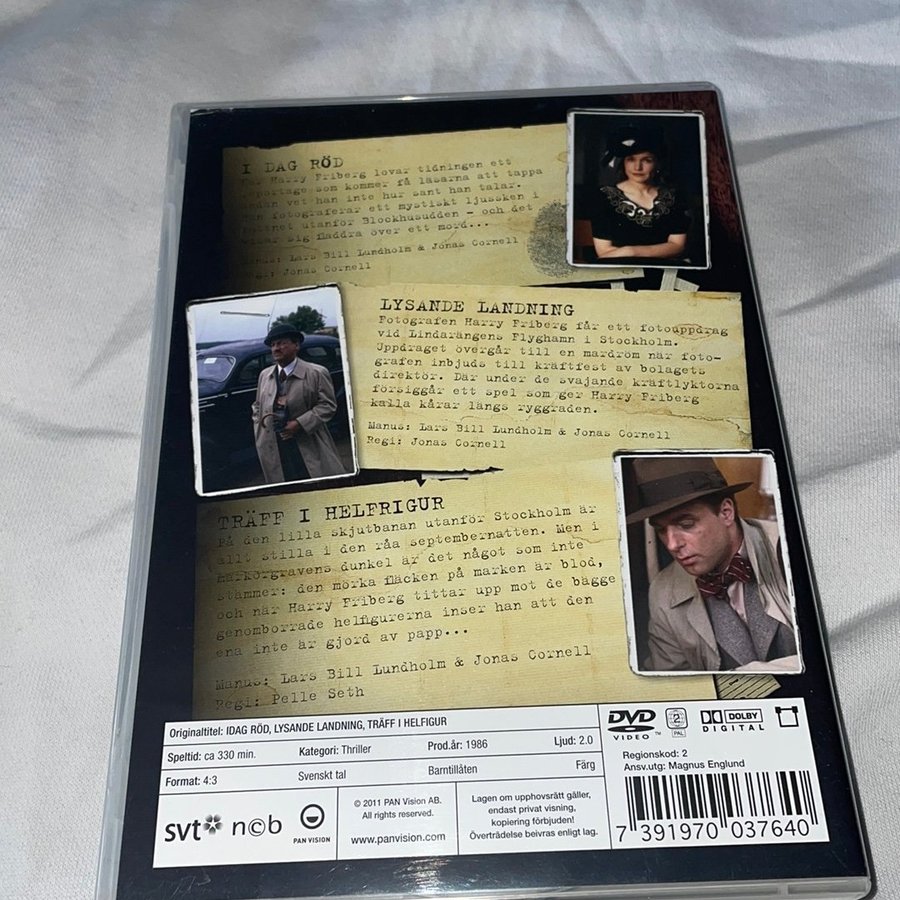 I DAG RÖD
Harry Friberg lovar tidningen ett
reportage som kommer få läsarna att tappa
vet han inte hur sant han talar.
fotograferar ett mystiskt ljussken i
utanför Blockhusudden - och det
sig fladdra över ett mord...
Manus: Lars Bill Lundholm & Jonas Cornell
Regi: Jonas Cornell
LYSANDE LANDNING
Fotografen Harry Friberg får ett fotouppdrag
vid Lindarängens Flyghamn i Stockholm.
Uppdraget övergår till en mardröm när foto-
grafen inbjuds till kräftfest av bolagets
direktör. Där under de svajande kräftlyktorna
försiggår ett spel som ger Harry Friberg
kalla kårar längs ryggraden.
Manus: Lars Bill Lundholm & Jonas Cornell
Regi: Jonas Cornell
TRÄFF I HELFRIGUR
På den lilla skjutbanan utanför Stockholm är
allt stilla i den råa septembernatten. Men i
markörgravens dunkel är det något som inte
stämmer: den mörka fläcken på marken är blod,
och när Harry Friberg tittar upp mot de bägge
genomborrade helfigurerna inser han att den
ena inte är gjord av papp...
Manus: Lars Bill Lundholm & Jonas Cornell
Regi: Pelle Seth
Originaltitel: IDAG RÖD, LYSANDE LANDNING, TRÄFF I HELFIGUR
Speltid: ca 330 min. Kategori: Thriller Prod.år: 1986 Ljud: 2.0
Format: 4:3 Svenskt tal Barntillåten Färg
svt n©b PAN VISION
© 2011 PAN Vision AB.
All rights reserved.
www.panvision.com
Lagen om upphovsrätt gäller,
endast privat visning,
kopiering förbjuden!
Överträdelse beivras enligt lag.
DVD VIDEO™ 2 PAL DOLBY DIGITAL
Regionskod: 2
Ansv.utg: Magnus Englund
7 391970 037640